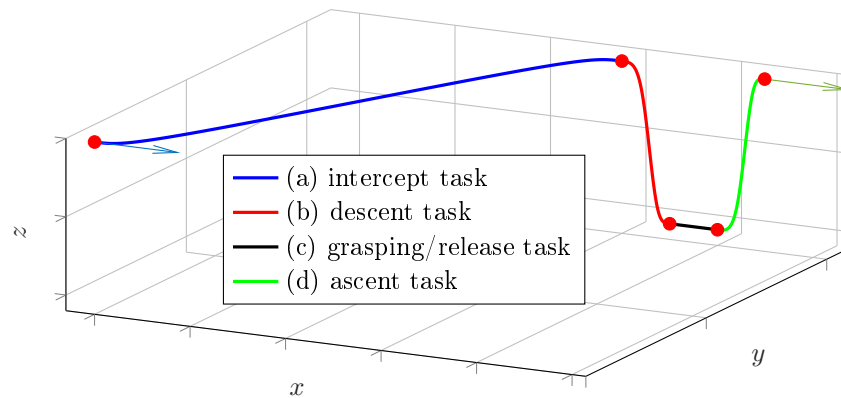 (a) intercept task
(b) descent task
(c) grasping/release task
(d) ascent task
z
y
x